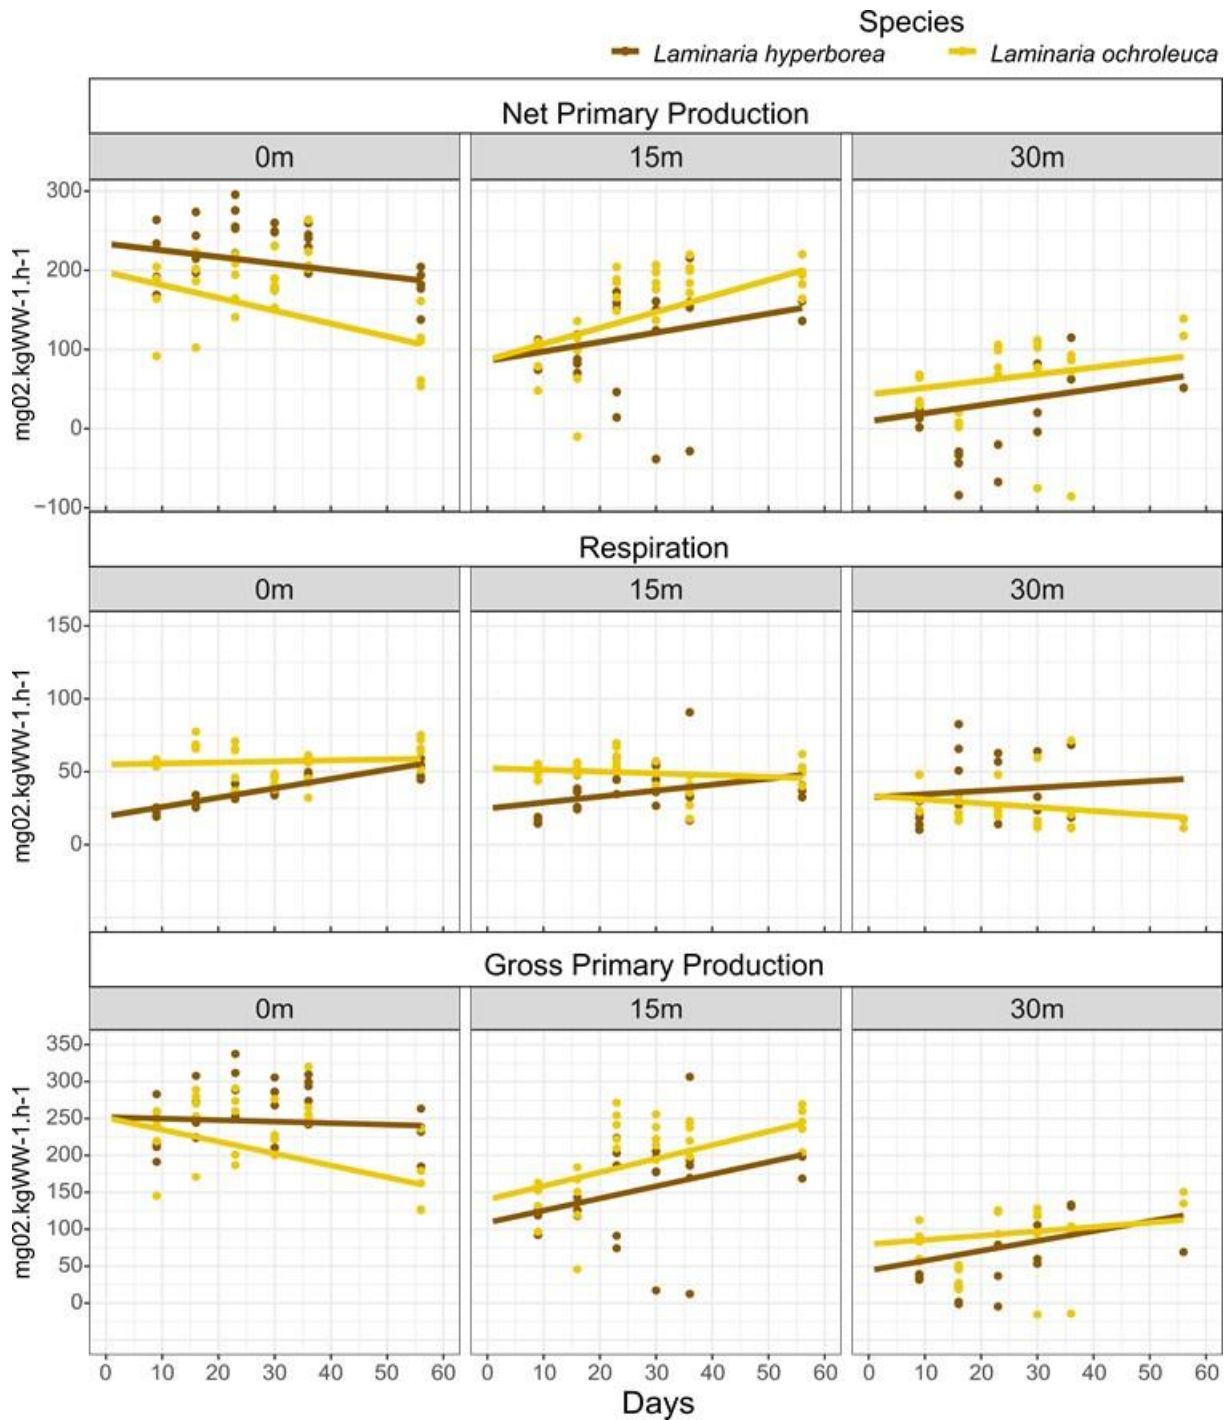 Species
Laminaria hyperborea Laminaria ochroleuca
Net Primary Production
0m 15m 30m
300
200
100
0
−100
mg02.kgWW-1.h-1
Respiration
0m 15m 30m
150
100
50
0
mg02.kgWW-1.h-1
Gross Primary Production
0m 15m 30m
350
300
250
200
150
100
50
0
mg02.kgWW-1.h-1
0 10 20 30 40 50 60 0 10 20 30 40 50 60 0 10 20 30 40 50 60
Days